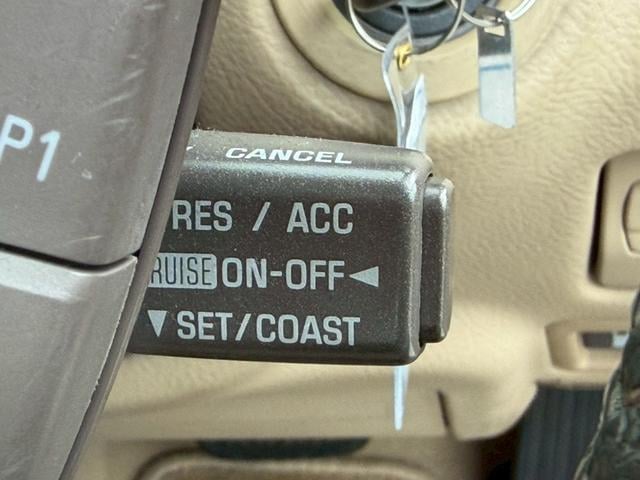 P1
CANCEL
RES / ACC
RUISE ON-OFF◀
▼SET/COAST